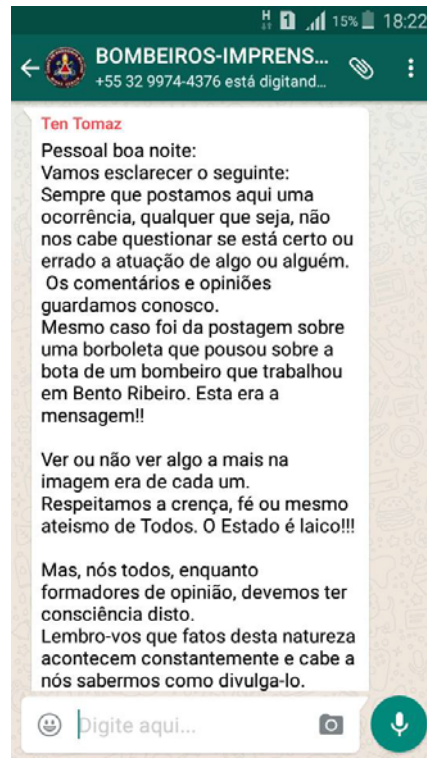 H 1 15% 18:22
BOMBEIROS-IMPRENS...
+55 32 9974-4376 está digitand...
Ten Tomaz
Pessoal boa noite:
Vamos esclarecer o seguinte:
Sempre que postamos aqui uma
ocorrência, qualquer que seja, não
nos cabe questionar se está certo ou
errado a atuação de algo ou alguém.
Os comentários e opiniões
guardamos conosco.
Mesmo caso foi da postagem sobre
uma borboleta que pousou sobre a
bota de um bombeiro que trabalhou
em Bento Ribeiro. Esta era a
mensagem!!
Ver ou não ver algo a mais na
imagem era de cada um.
Respeitamos a crença, fé ou mesmo
ateismo de Todos. O Estado é laico!!!
Mas, nós todos, enquanto
formadores de opinião, devemos ter
consciência disto.
Lembro-vos que fatos desta natureza
acontecem constantemente e cabe a
nós sabermos como divulga-lo.
Digite aqui...